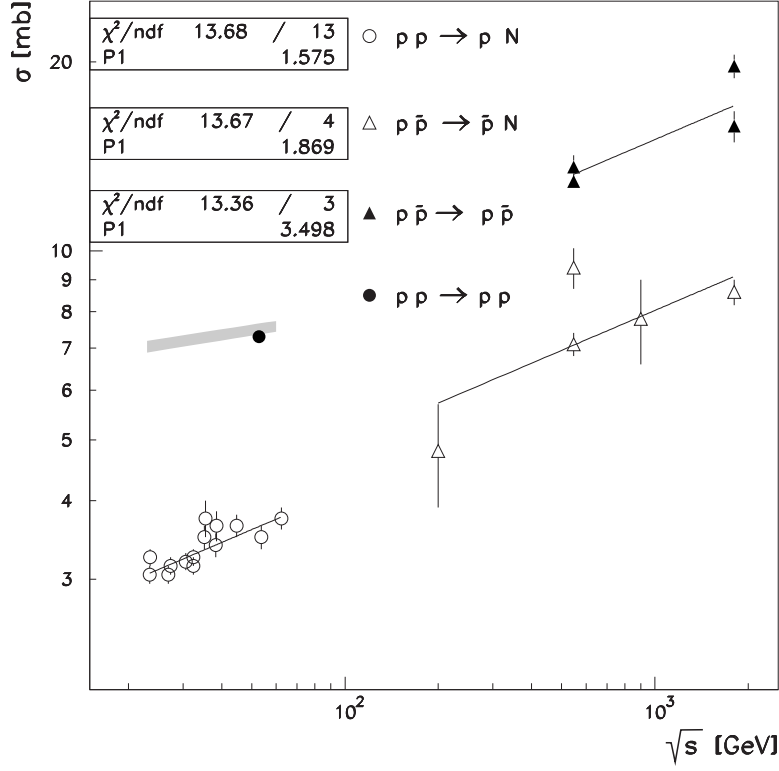 σ [mb]
χ²/ndf 13.68 / 13
P1 1.575
p p → p N
20
χ²/ndf 13.67 / 4
P1 1.869
p p̄ → p̄ N
χ²/ndf 13.36 / 3
P1 3.498
p p̄ → p p̄
10
9
8
p p → p p
7
6
5
4
3
10²
10³
√s [GeV]